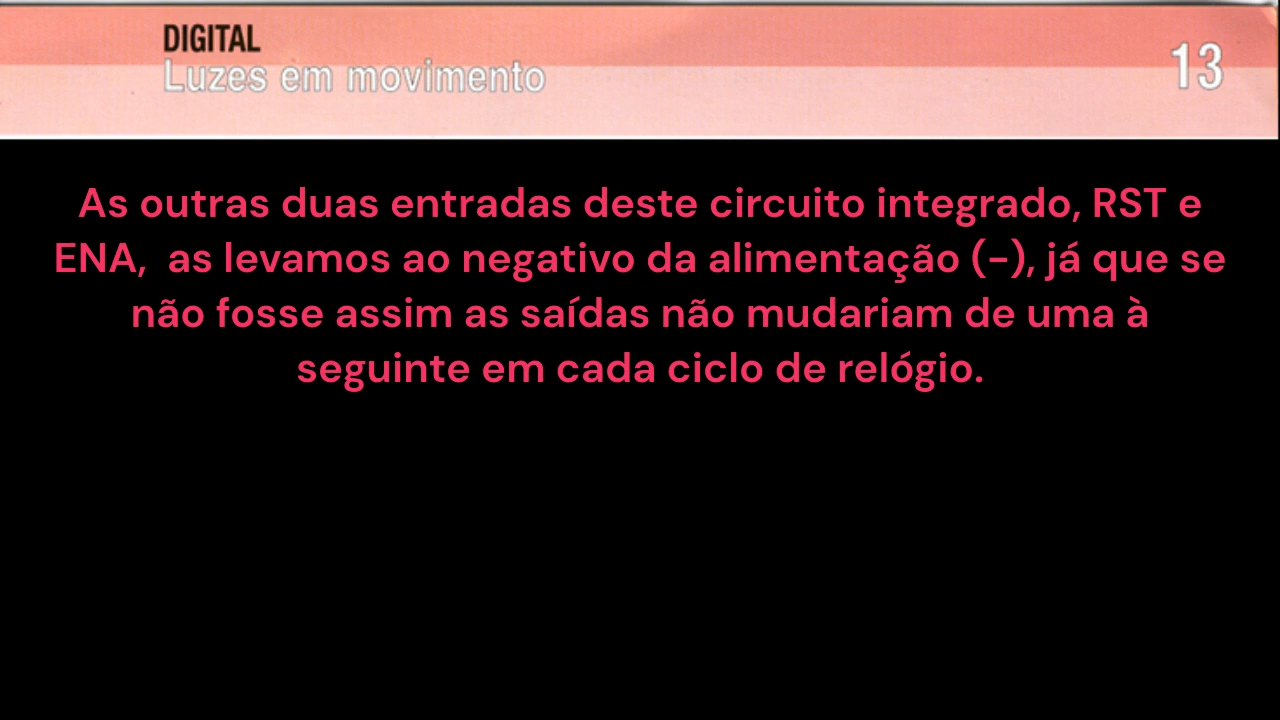 DIGITAL
Luzes em movimento
13
As outras duas entradas deste circuito integrado, RST e
ENA,  as levamos ao negativo da alimentação (-), já que se
não fosse assim as saídas não mudariam de uma à
seguinte em cada ciclo de relógio.